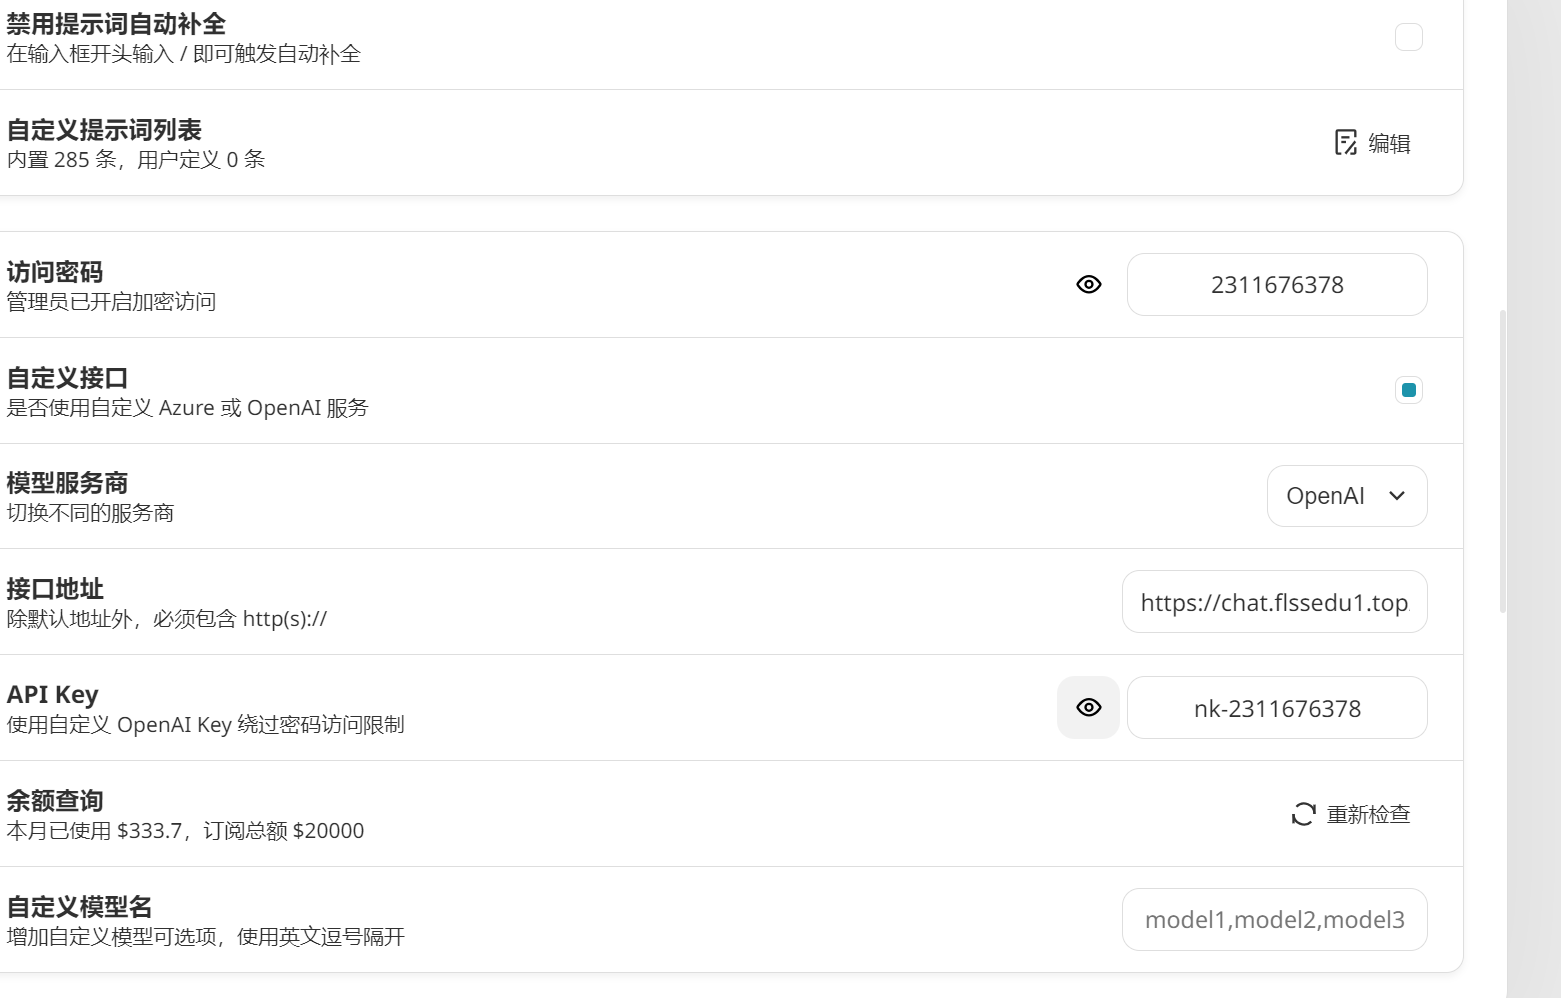 禁用提示词自动补全
在输入框开头输入 / 即可触发自动补全
自定义提示词列表
内置 285 条，用户定义 0 条
编辑
访问密码
管理员已开启加密访问
2311676378
自定义接口
是否使用自定义 Azure 或 OpenAI 服务
模型服务商
切换不同的服务商
OpenAI
接口地址
除默认地址外，必须包含 http(s)://
https://chat.flssedu1.top.
API Key
使用自定义 OpenAI Key 绕过密码访问限制
nk-2311676378
余额查询
本月已使用 $333.7，订阅总额 $20000
重新检查
自定义模型名
增加自定义模型可选项，使用英文逗号隔开
model1,model2,model3